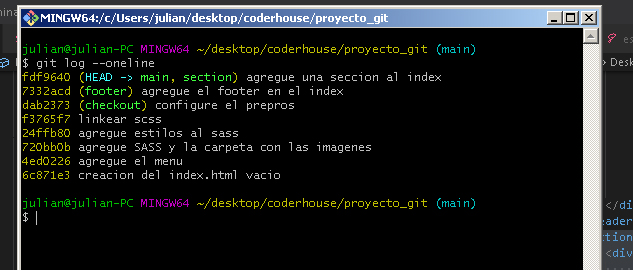 MINGW64:/c/Users/julian/desktop/coderhouse/proyecto_git
julian@julian-PC MINGW64 ~/desktop/coderhouse/proyecto_git (main)
$ git log --oneline
fdf9640 (HEAD -> main, section) agregue una seccion al index
7332acd (footer) agregue el footer en el index
dab2373 (checkout) configure el prepros
f3765f7 linkear scss
24ffb80 agregue estilos al sass
720bb0b agregue SASS y la carpeta con las imagenes
4ed0226 agregue el menu
6c871e3 creacion del index.html vacio
julian@julian-PC MINGW64 ~/desktop/coderhouse/proyecto_git (main)
$
> Desk
</di
eader
ction
<div